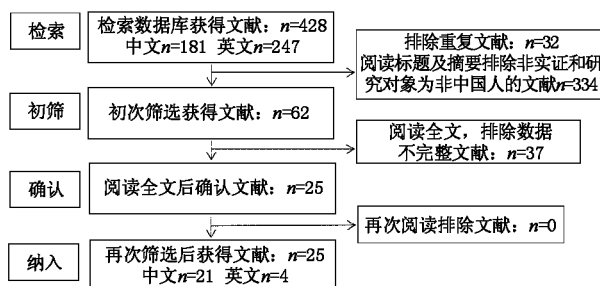 检索
检索数据库获得文献：n=428
中文n=181 英文n=247
排除重复文献：n=32
阅读标题及摘要排除非实证和研
究对象为非中国人的文献n=334
初筛
初次筛选获得文献：n=62
阅读全文，排除数据
不完整文献：n=37
确认
阅读全文后确认文献：n=25
再次阅读排除文献：n=0
纳入
再次筛选后获得文献：n=25
中文n=21 英文n=4